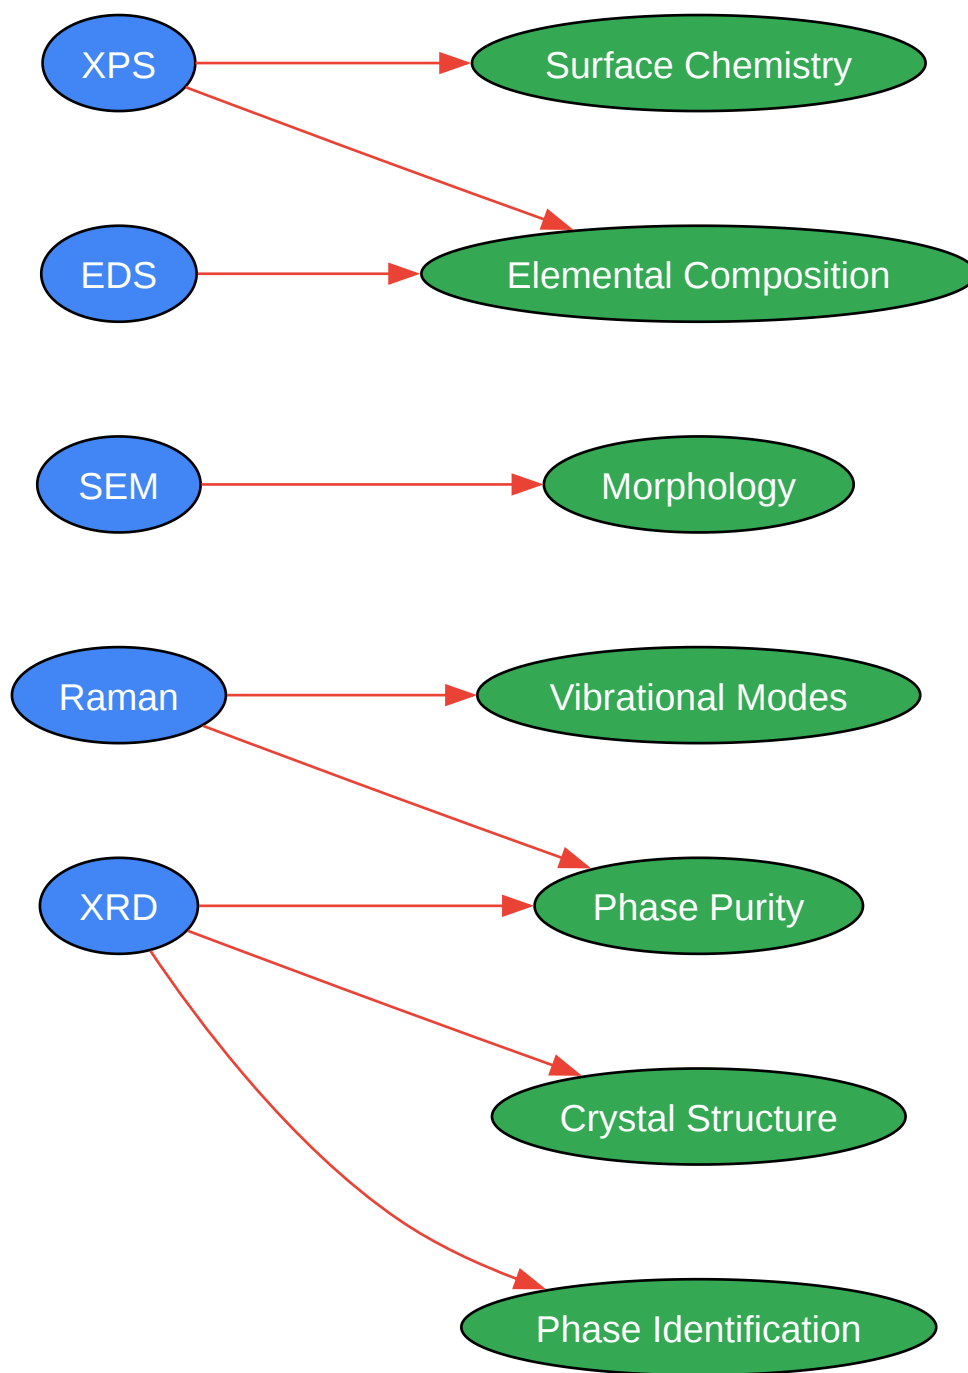 XPS
Surface Chemistry
EDS
Elemental Composition
SEM
Morphology
Raman
Vibrational Modes
XRD
Phase Purity
Crystal Structure
Phase Identification